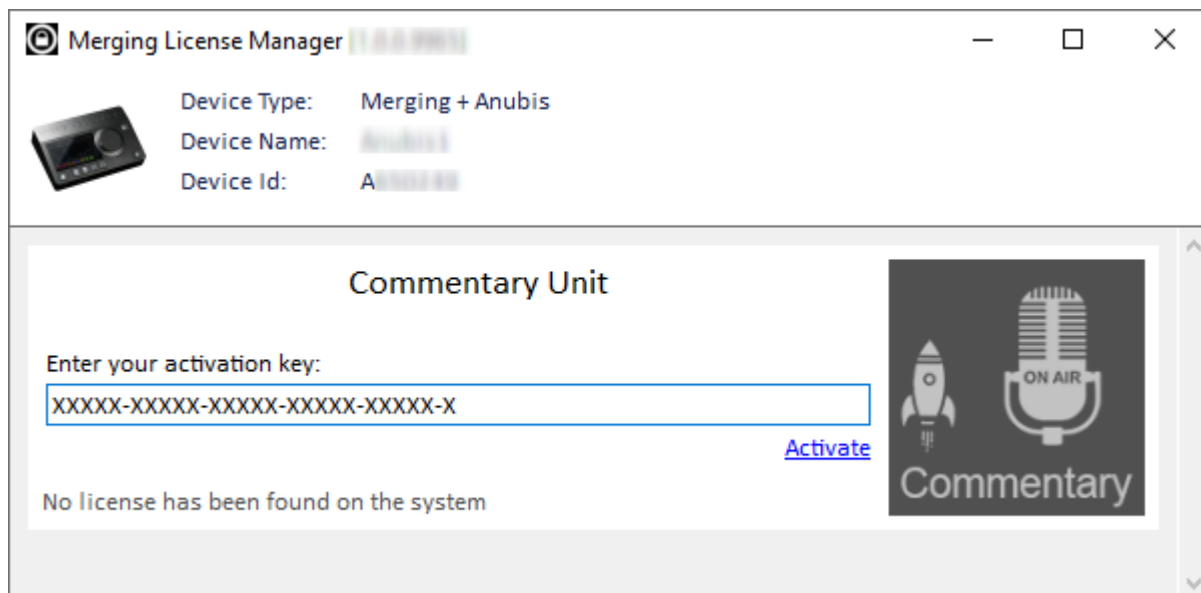 Merging License Manager
Device Type: Merging + Anubis
Device Name:
Device Id: A
Commentary Unit
Enter your activation key:
XXXXX-XXXXX-XXXXX-XXXXX-XXXXX-X
Activate
No license has been found on the system
ON AIR
Commentary